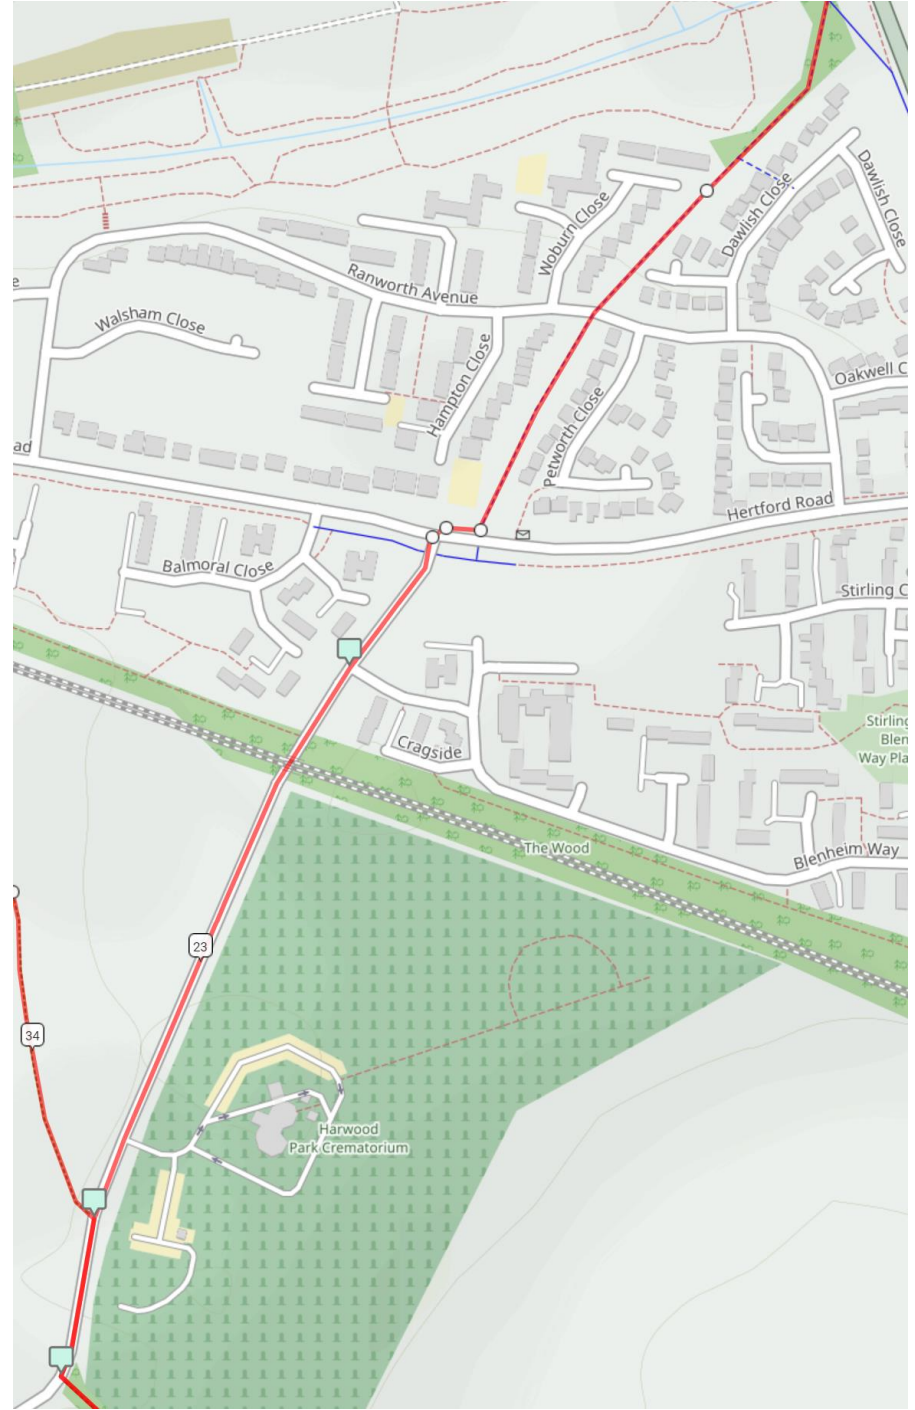 Dawlish Close
Dawlish Close
Woburn Close
Ranworth Avenue
Walsham Close
Hampton Close
Oakwell C
Petworth Close
ad
Hertford Road
Balmoral Close
Stirling C
Stirling
Blen
Way Pla
Cragside
The Wood
Blenheim Way
23
34
Harwood
Park Crematorium